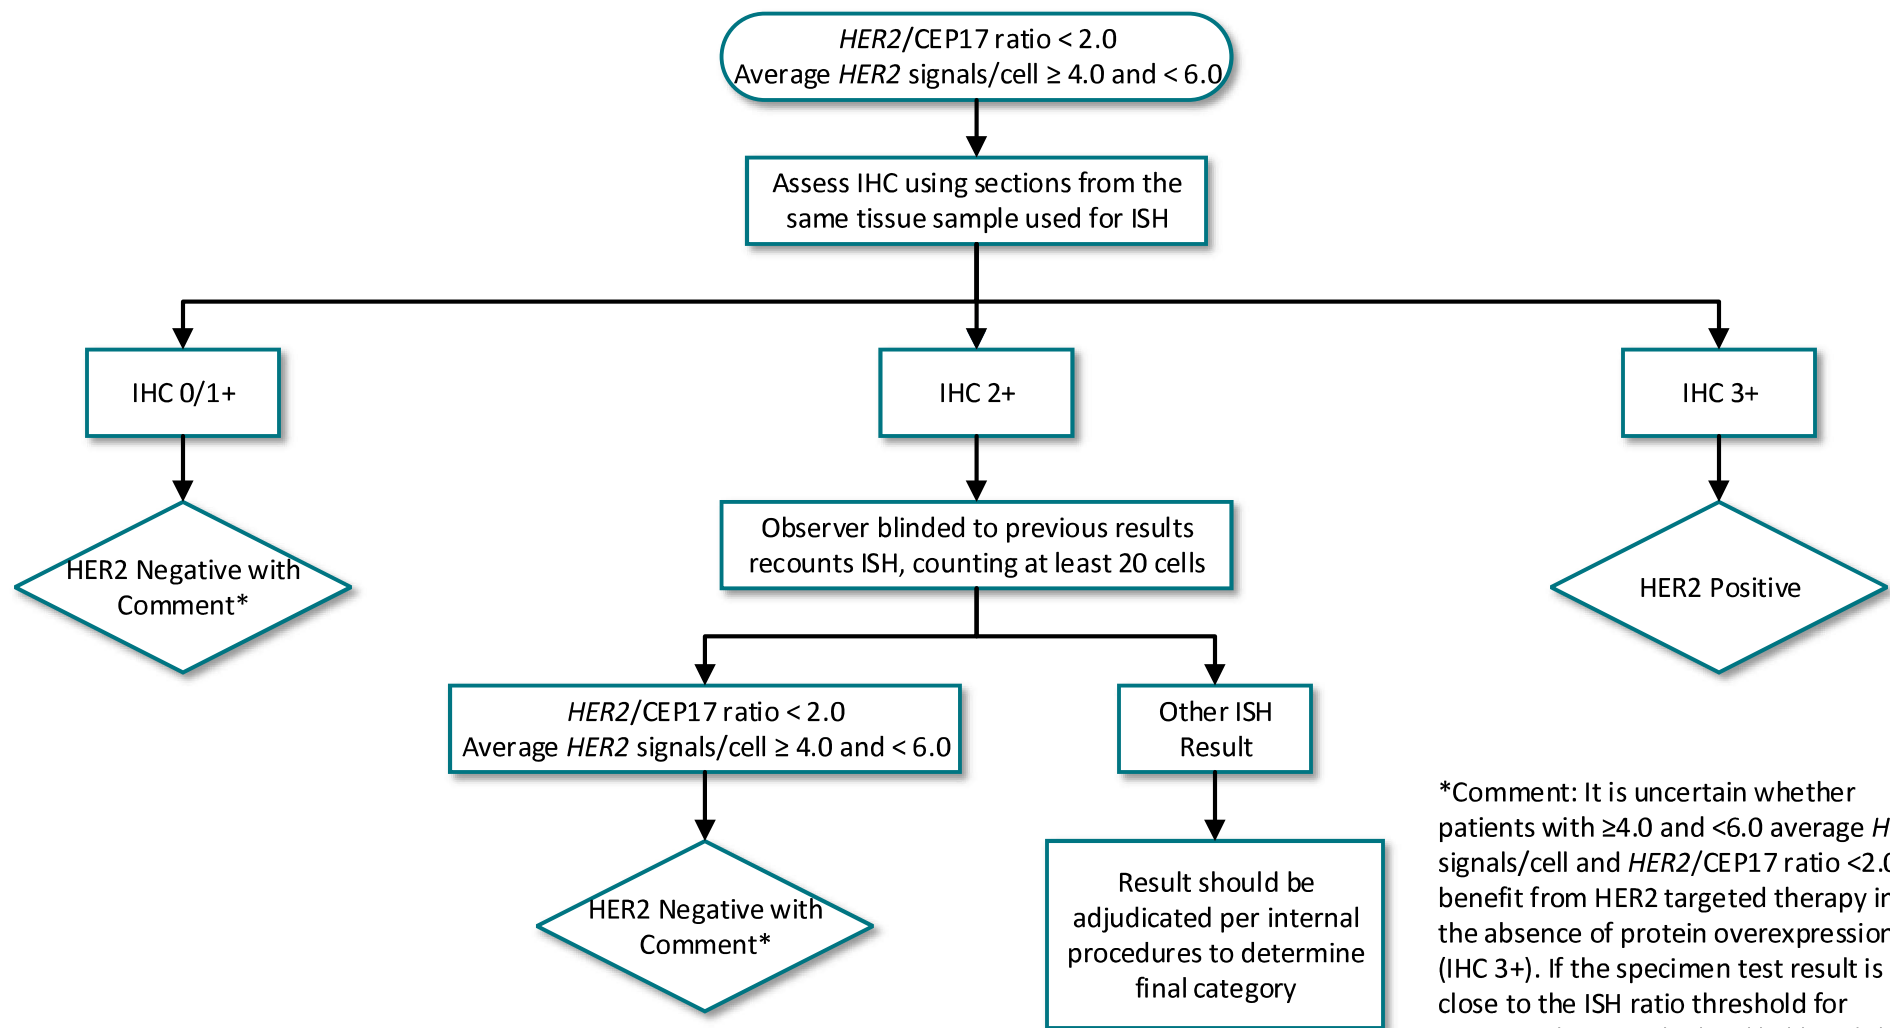 HER2/CEP17 ratio < 2.0
Average HER2 signals/cell ≥ 4.0 and < 6.0
Assess IHC using sections from the
same tissue sample used for ISH
IHC 0/1+
IHC 2+
IHC 3+
HER2 Negative with
Comment*
Observer blinded to previous results
recounts ISH, counting at least 20 cells
HER2 Positive
HER2/CEP17 ratio < 2.0
Average HER2 signals/cell ≥ 4.0 and < 6.0
Other ISH
Result
HER2 Negative with
Comment*
Result should be
adjudicated per internal
procedures to determine
final category
*Comment: It is uncertain whether
patients with ≥4.0 and <6.0 average
signals/cell and HER2/CEP17 ratio <2.0
benefit from HER2 targeted therapy in
the absence of protein overexpression
(IHC 3+). If the specimen test result is
close to the ISH ratio threshold for